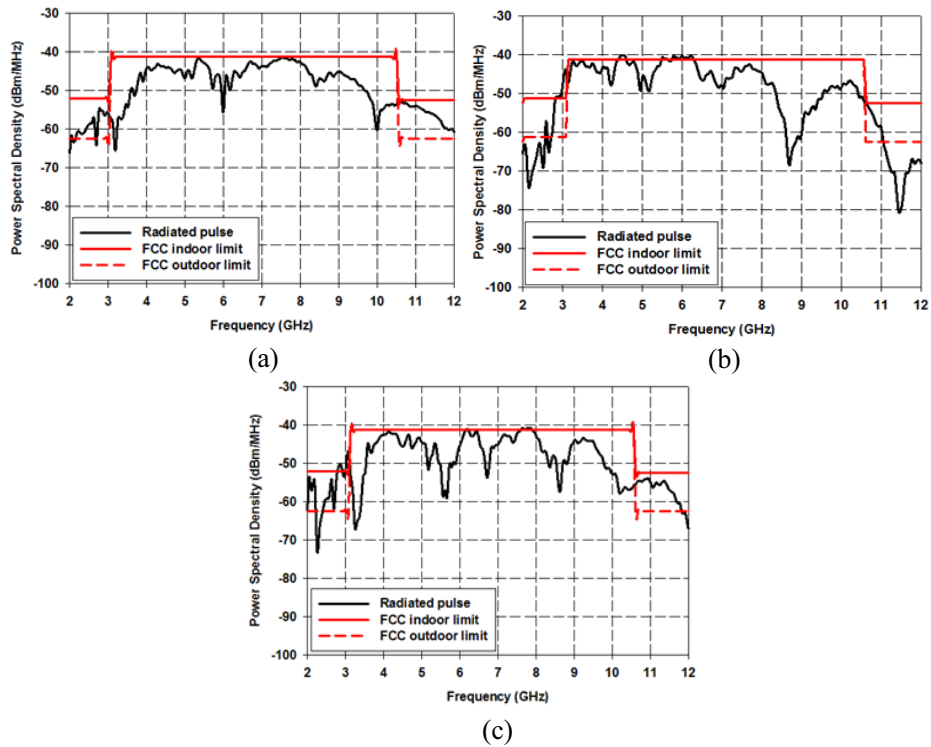 -30
-40
-50
-60
-70
-80
-90
-100
Power Spectral Density (dBm/MHz)
Radiated pulse
FCC indoor limit
FCC outdoor limit
2 3 4 5 6 7 8 9 10 11 12
Frequency (GHz)
(a)
-30
-40
-50
-60
-70
-80
-90
-100
Power Spectral Density (dBm/MHz)
Radiated pulse
FCC indoor limit
FCC outdoor limit
2 3 4 5 6 7 8 9 10 11 12
Frequency (GHz)
(b)
-30
-40
-50
-60
-70
-80
-90
-100
Power Spectral Density (dBm/MHz)
Radiated pulse
FCC indoor limit
FCC outdoor limit
2 3 4 5 6 7 8 9 10 11 12
Frequency (GHz)
(c)